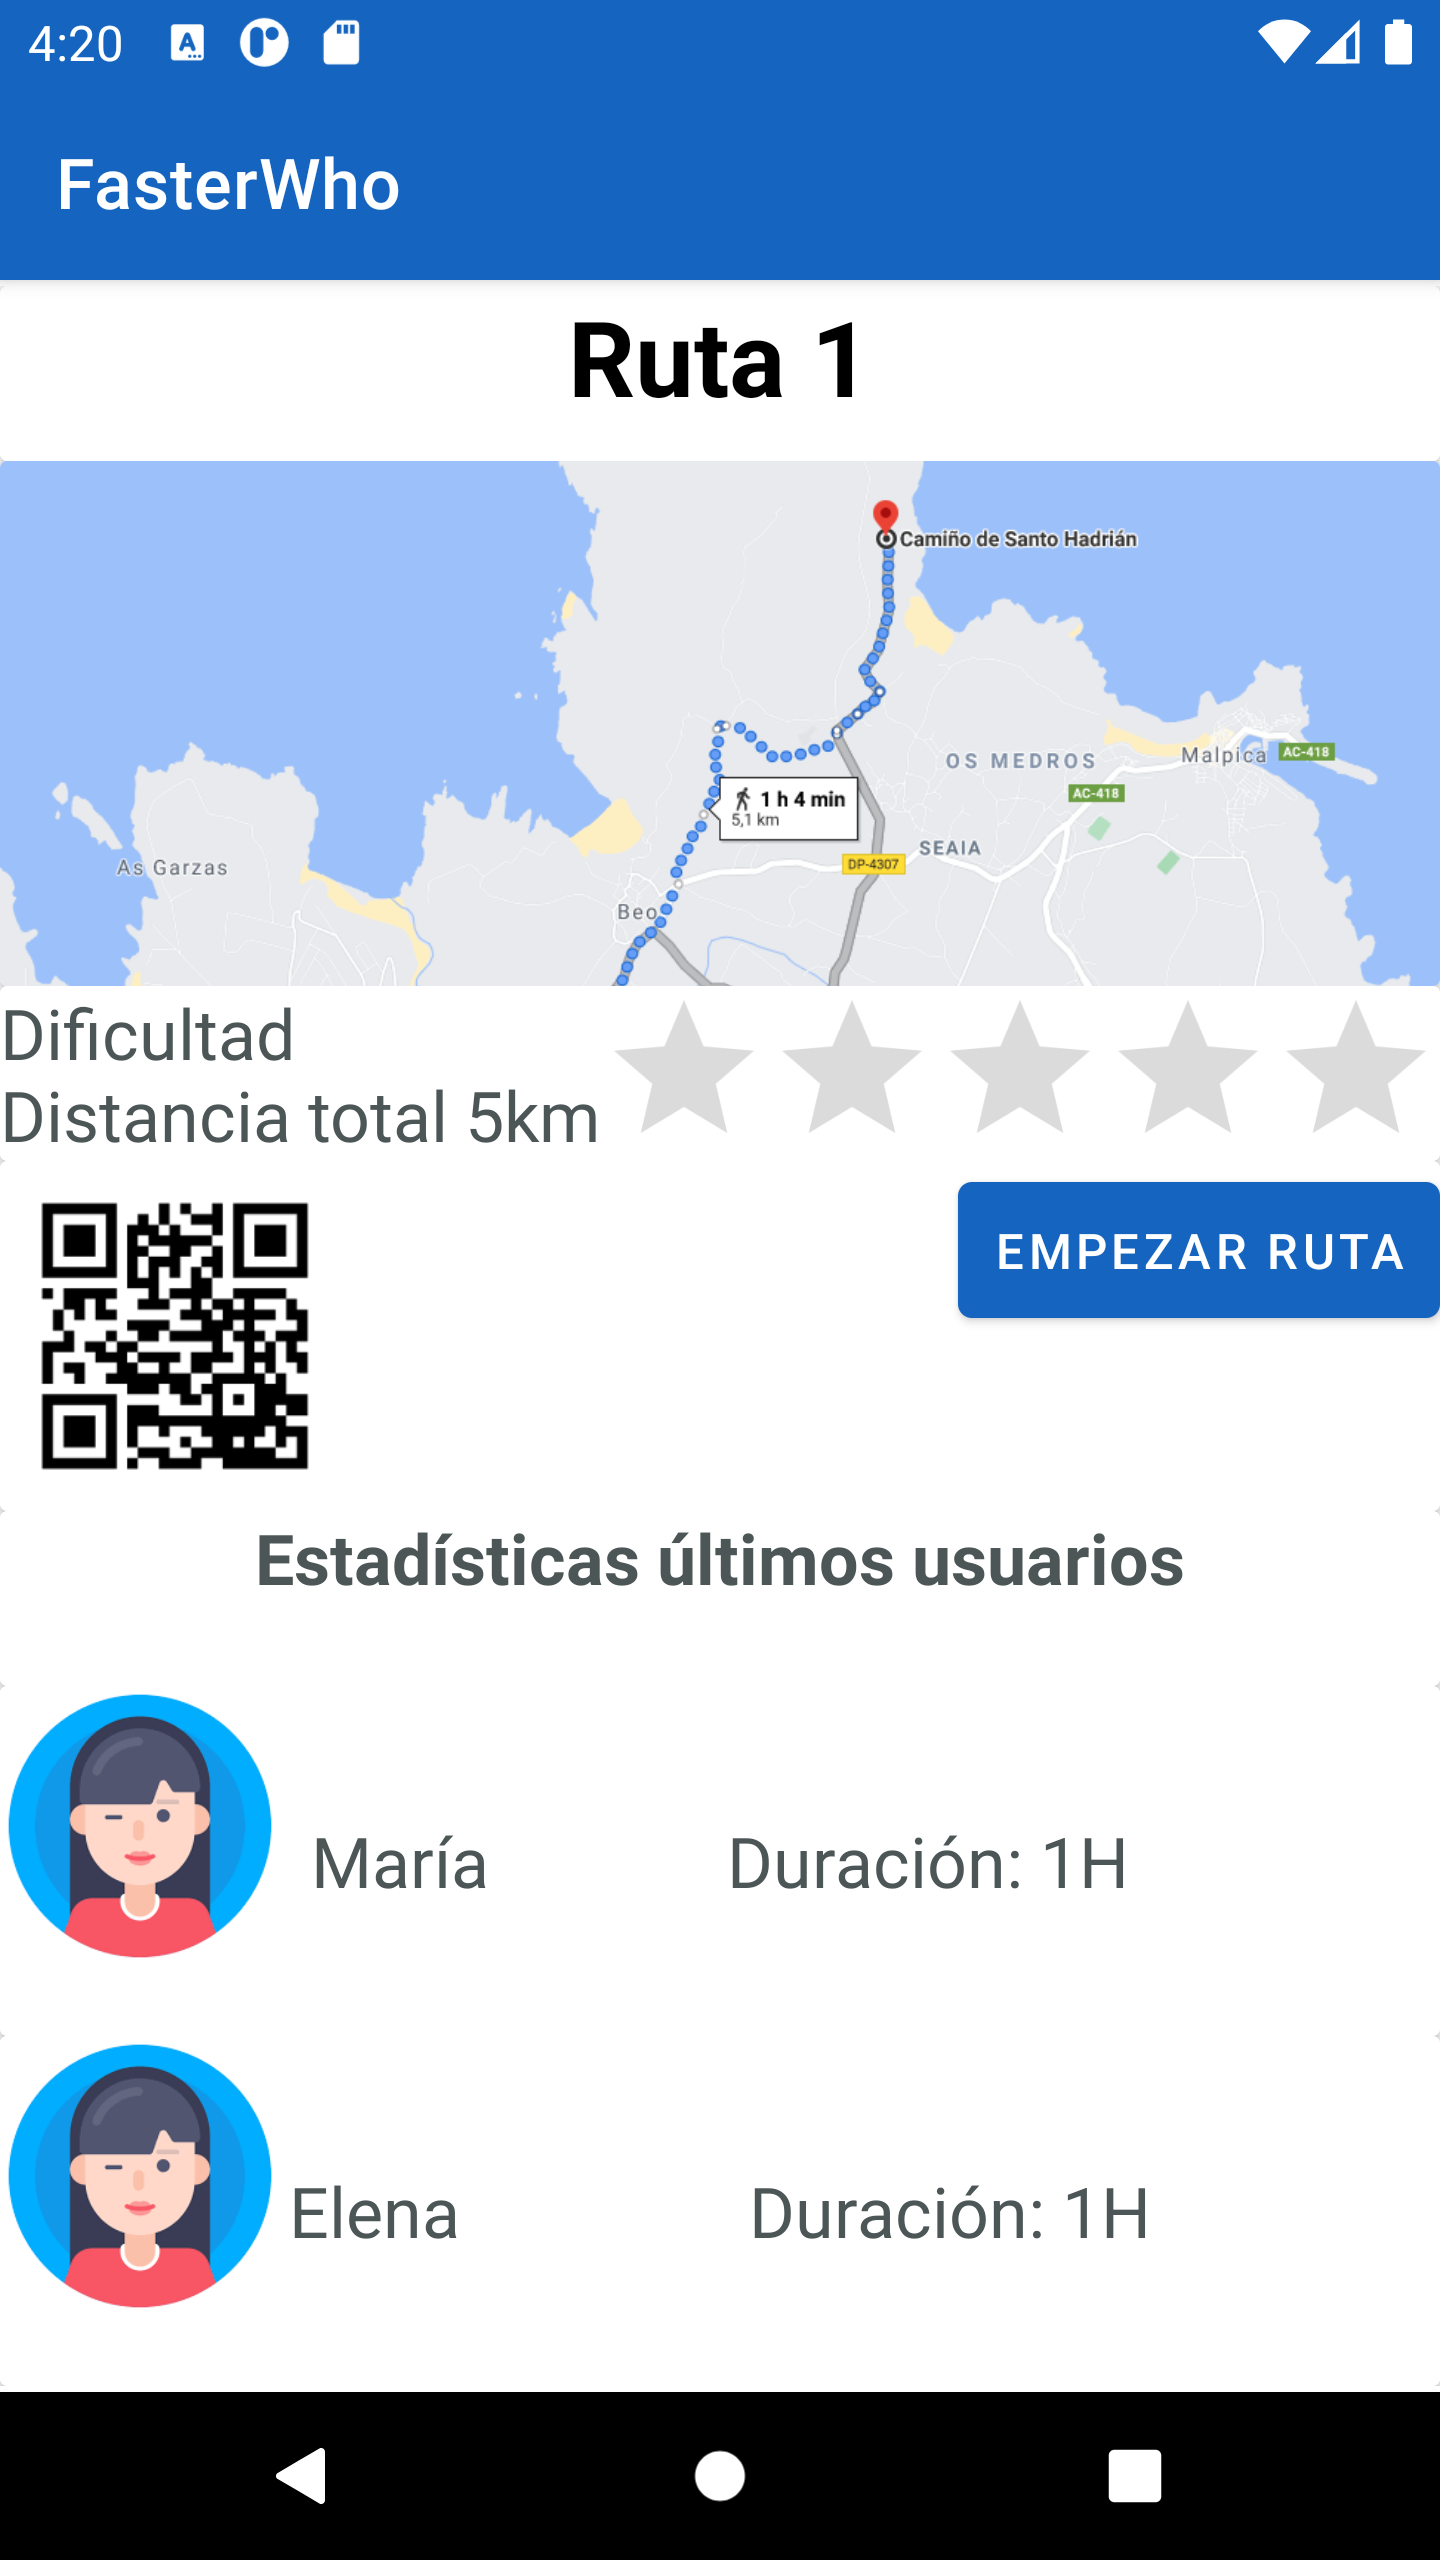 4:20
FasterWho
Ruta 1
Camiño de Santo Hadrián
OS MEDROS
Malpica
AC-418
AC-418
1 h 4 min
5,1 km
SEAIA
DP-4307
As Garzas
Beo
Dificultad
Distancia total 5km
EMPEZAR RUTA
Estadísticas últimos usuarios
María Duración: 1H
Elena Duración: 1H